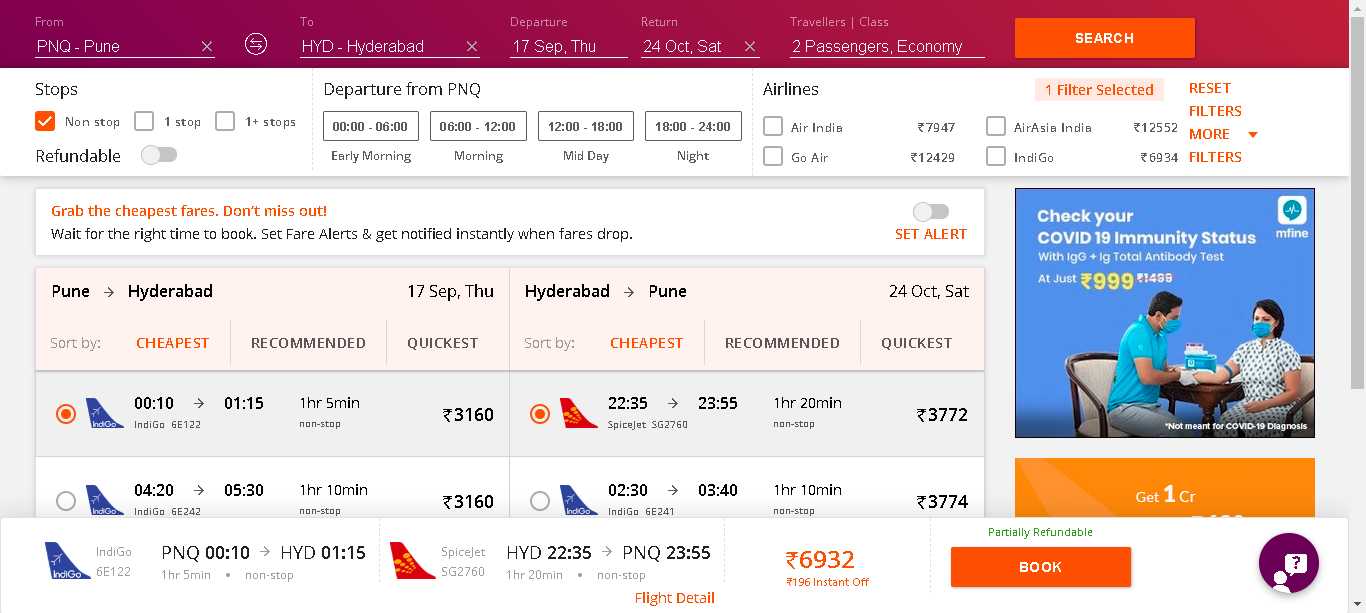 From
PNQ - Pune
To
HYD - Hyderabad
Departure
17 Sep, Thu
Return
24 Oct, Sat
Travellers | Class
2 Passengers, Economy
SEARCH
Stops
Non stop
1 stop
1+ stops
Refundable
Departure from PNQ
00:00 - 06:00
Early Morning
06:00 - 12:00
Morning
12:00 - 18:00
Mid Day
18:00 - 24:00
Night
Airlines
1 Filter Selected
Air India ₹7947
AirAsia India ₹12552
Go Air ₹12429
IndiGo ₹6934
RESET
FILTERS
MORE
FILTERS
Grab the cheapest fares. Don’t miss out!
Wait for the right time to book. Set Fare Alerts & get notified instantly when fares drop.
SET ALERT
Pune → Hyderabad 17 Sep, Thu
Sort by: CHEAPEST RECOMMENDED QUICKEST
IndiGo
00:10 → 01:15 1hr 5min ₹3160
IndiGo 6E122 non-stop
IndiGo
04:20 → 05:30 1hr 10min ₹3160
IndiGo 6E242 non-stop
Hyderabad → Pune 24 Oct, Sat
Sort by: CHEAPEST RECOMMENDED QUICKEST
22:35 → 23:55 1hr 20min ₹3772
SpiceJet SG2760 non-stop
IndiGo
02:30 → 03:40 1hr 10min ₹3774
IndiGo 6E241 non-stop
Check your
COVID 19 Immunity Status
With IgG + Ig Total Antibody Test
At Just ₹999 ₹1499
mfine
*Not meant for COVID-19 Diagnosis
Get 1 Cr
IndiGo
IndiGo
6E122
PNQ 00:10 → HYD 01:15
1hr 5min • non-stop
SpiceJet
SG2760
HYD 22:35 → PNQ 23:55
1hr 20min • non-stop
Flight Detail
₹6932
₹196 Instant Off
Partially Refundable
BOOK